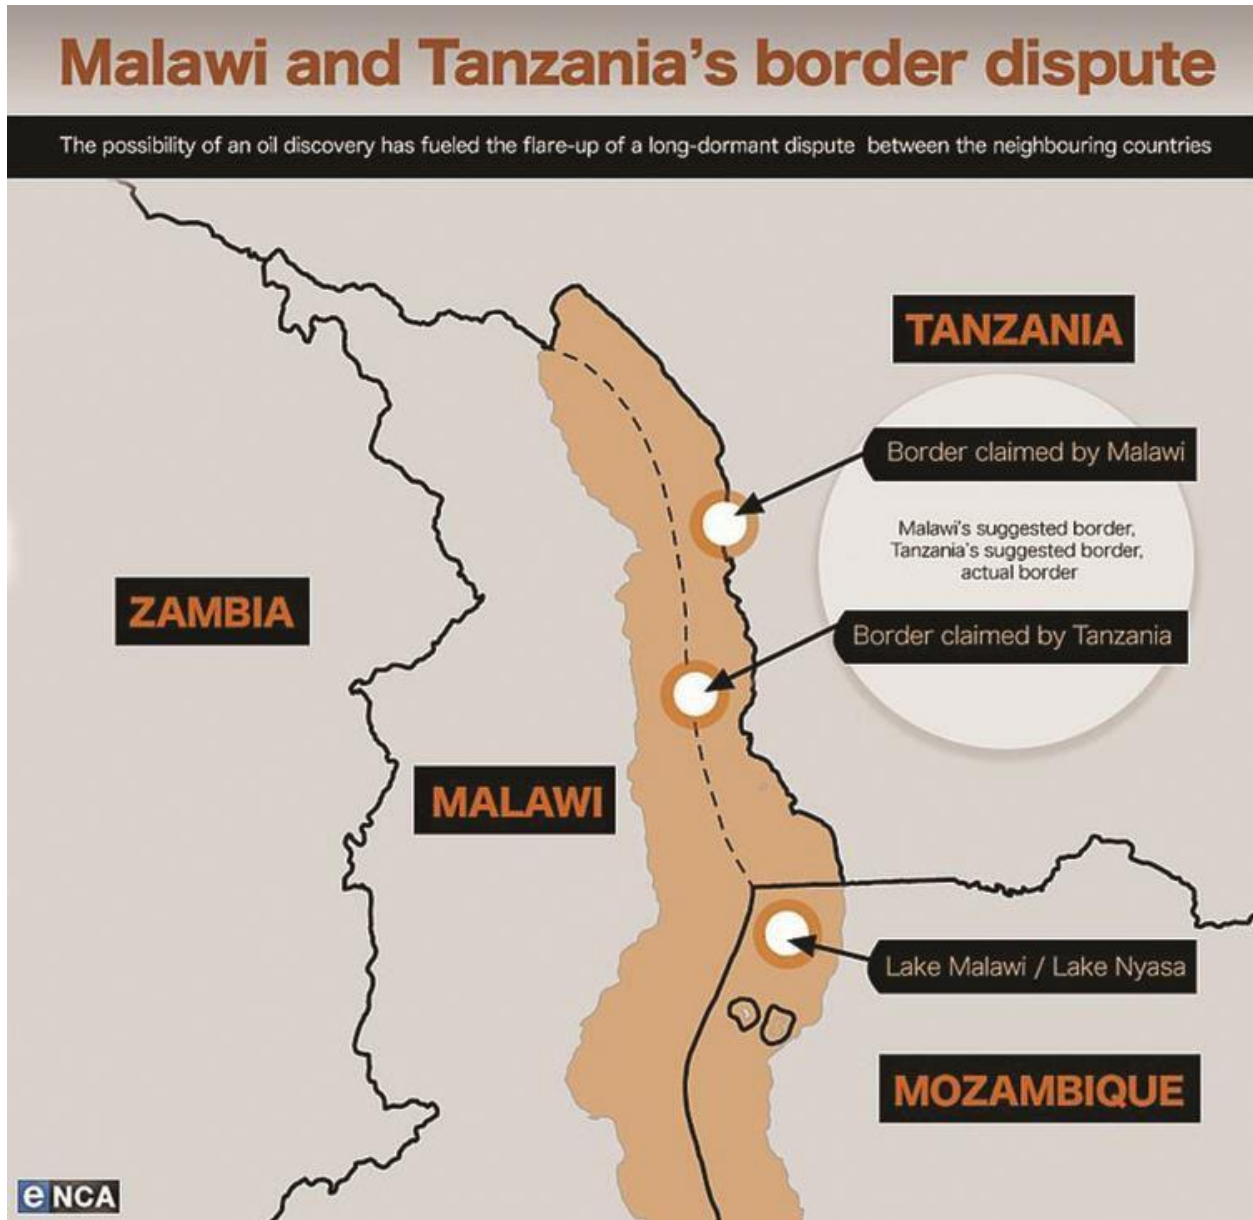 Malawi and Tanzania's border dispute
The possibility of an oil discovery has fueled the flare-up of a long-dormant dispute between the neighbouring countries
TANZANIA
Border claimed by Malawi
Malawi's suggested border,
Tanzania's suggested border,
actual border
ZAMBIA
Border claimed by Tanzania
MALAWI
Lake Malawi / Lake Nyasa
MOZAMBIQUE
eNCA